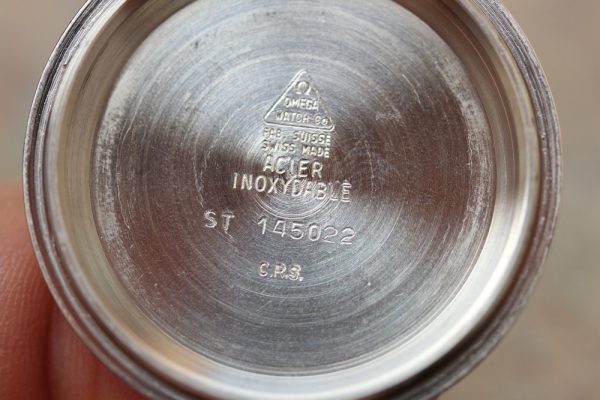 Ω
OMEGA
WATCH Co
FAB. SUISSE
SWISS MADE
ACIER
INOXYDABLE
ST 145022
C.R.S.